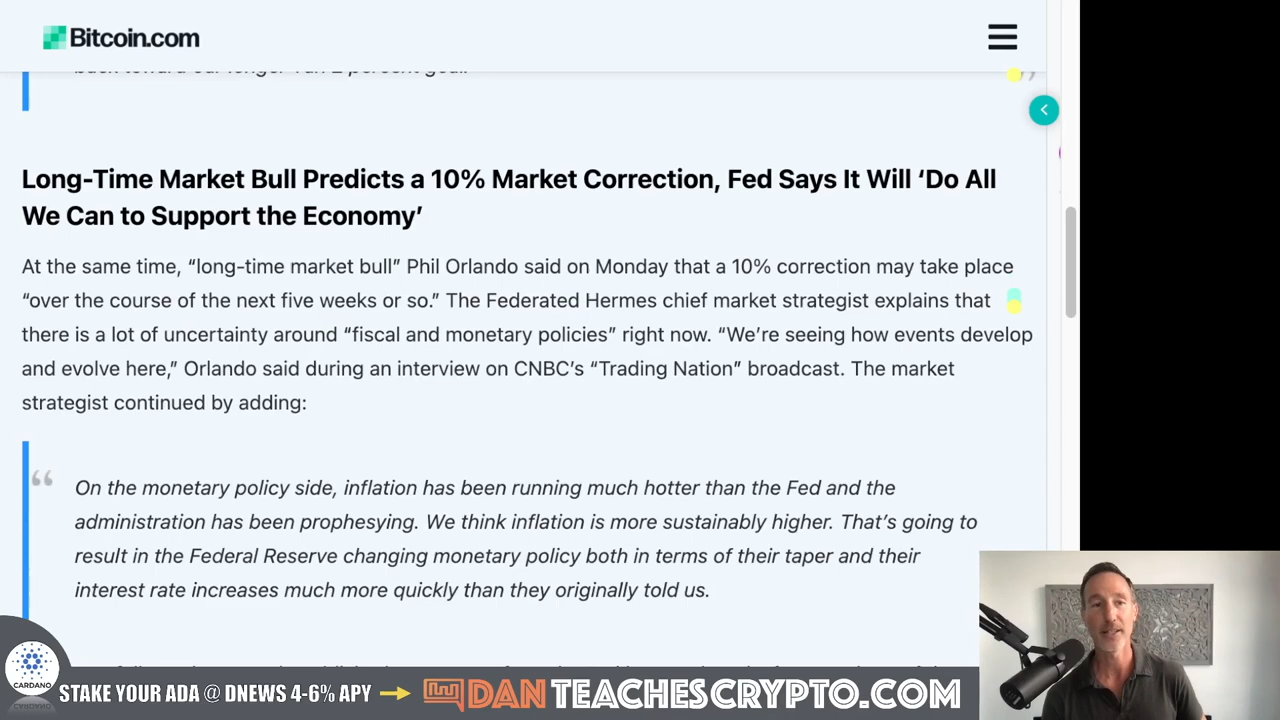 Bitcoin.com
back toward our longer-run 2 percent goal.
Long-Time Market Bull Predicts a 10% Market Correction, Fed Says It Will ‘Do All
We Can to Support the Economy’
At the same time, “long-time market bull” Phil Orlando said on Monday that a 10% correction may take place
“over the course of the next five weeks or so.” The Federated Hermes chief market strategist explains that
there is a lot of uncertainty around “fiscal and monetary policies” right now. “We’re seeing how events develop
and evolve here,” Orlando said during an interview on CNBC’s “Trading Nation” broadcast. The market
strategist continued by adding:
“
On the monetary policy side, inflation has been running much hotter than the Fed and the
administration has been prophesying. We think inflation is more sustainably higher. That’s going to
result in the Federal Reserve changing monetary policy both in terms of their taper and their
interest rate increases much more quickly than they originally told us.
CARDANO
STAKE YOUR ADA @ DNEWS 4-6% APY
DANTEACHESCRYPTO.COM